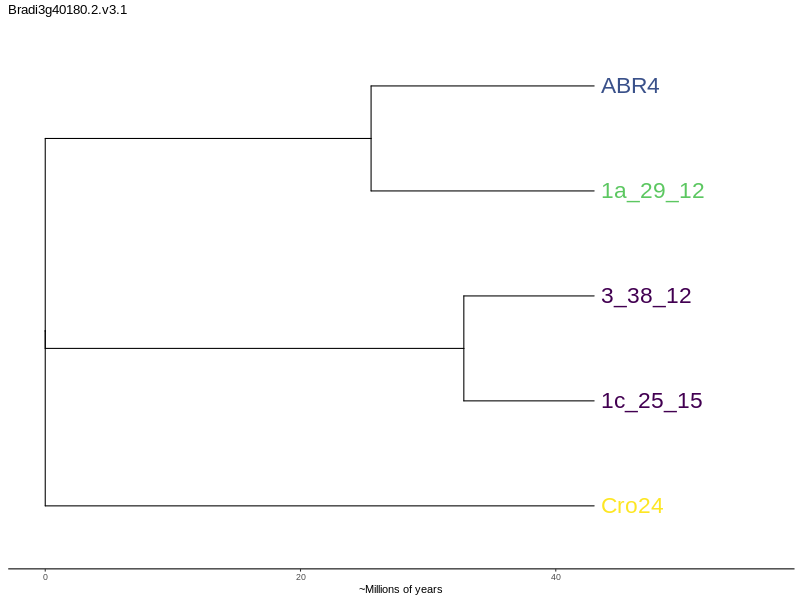 Bradi3g40180.2.v3.1
ABR4
1a_29_12
3_38_12
1c_25_15
Cro24
0 20 40
~Millions of years